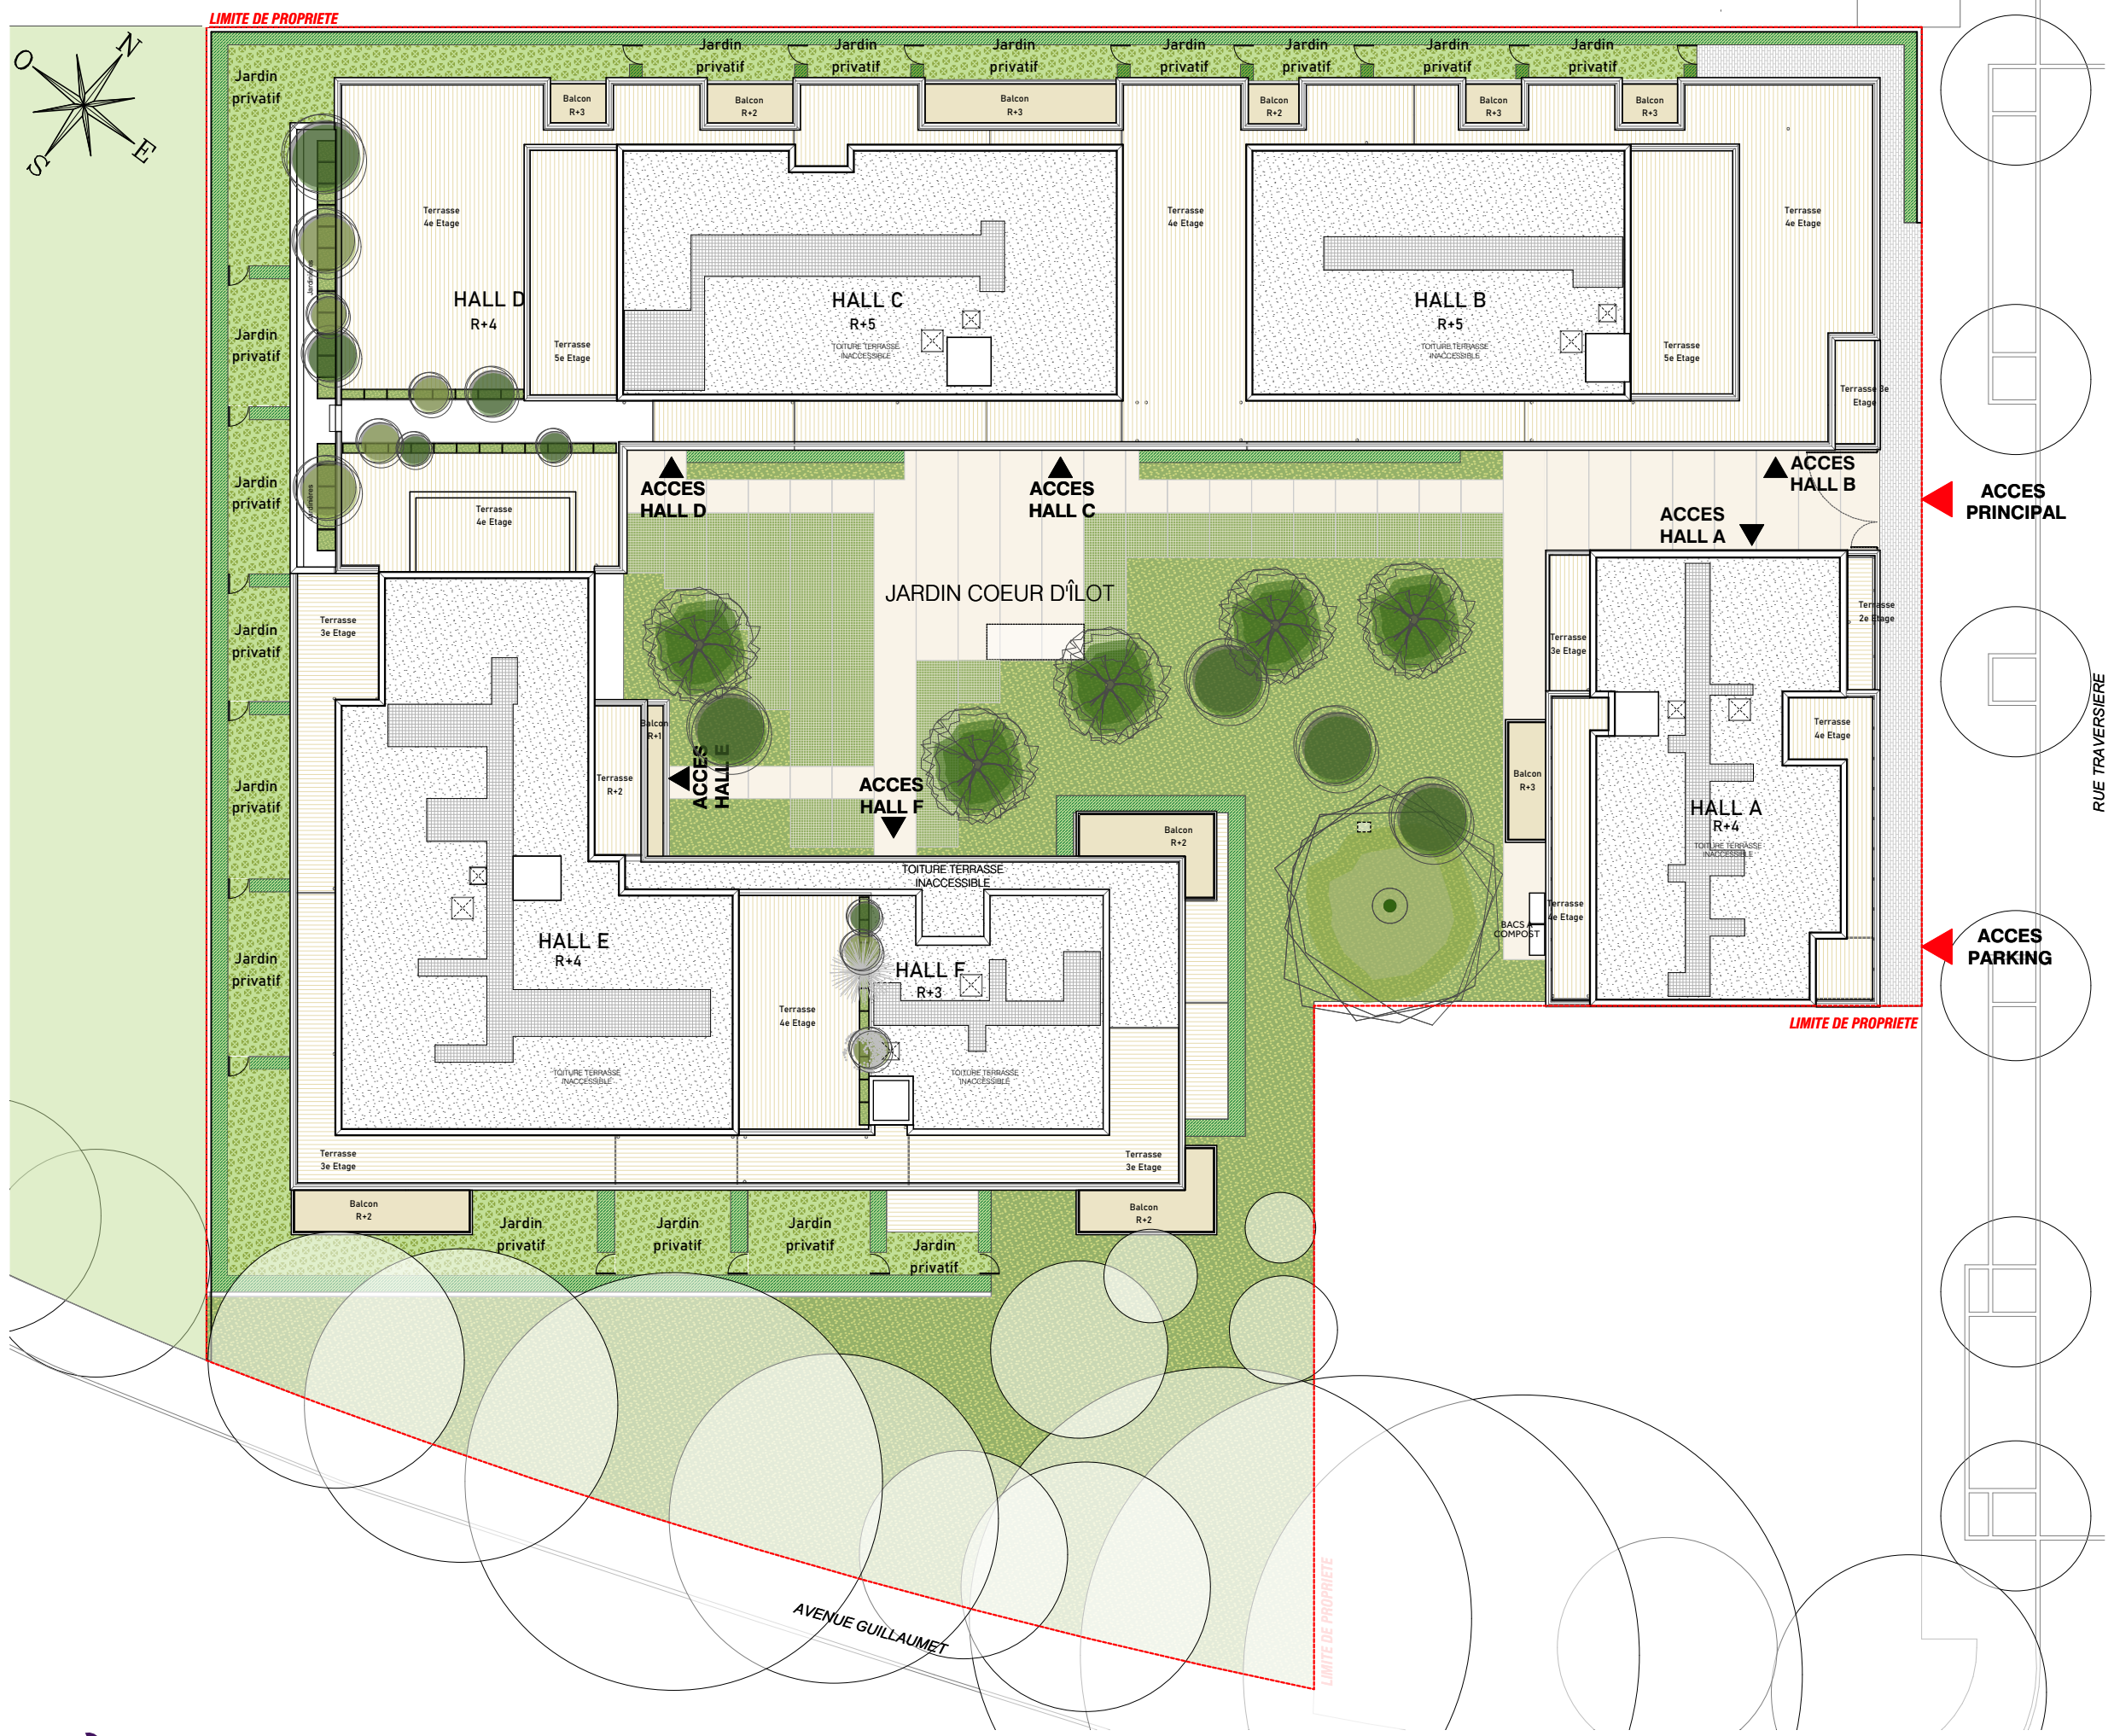 LIMITE DE PROPRIETE
N
O
E
S
Jardin
privatif
Jardin
privatif
Jardin
privatif
Jardin
privatif
Jardin
privatif
Jardin
privatif
Jardin
privatif
Jardin
privatif
Balcon
R+3
Balcon
R+2
Balcon
R+3
Balcon
R+2
Balcon
R+3
Balcon
R+3
Terrasse
4e Etage
Terrasse
4e Etage
Terrasse
4e Etage
HALL D
R+4
Terrasse
5e Etage
HALL C
R+5
TOITURE TERRASSE
INACCESSIBLE
HALL B
R+5
TOITURE TERRASSE
INACCESSIBLE
Terrasse
5e Etage
Terrasse 3e
Etage
Jardin
privatif
Jardinières
Jardin
privatif
Jardinières
Terrasse
4e Etage
ACCES
HALL D
ACCES
HALL C
ACCES
HALL B
ACCES
HALL A
ACCES
PRINCIPAL
JARDIN COEUR D'ÎLOT
Jardin
privatif
Terrasse
3e Etage
Terrasse
3e Etage
Terrasse
2e Etage
Terrasse
4e Etage
RUE TRAVERSIERE
Jardin
privatif
Terrasse
R+2
Balcon
R+1
ACCES
HALL E
ACCES
HALL F
Balcon
R+3
HALL A
R+4
TOITURE TERRASSE
INACCESSIBLE
Balcon
R+2
TOITURE TERRASSE
INACCESSIBLE
Terrasse
4e Etage
BACS A
COMPOST
ACCES
PARKING
Jardin
privatif
HALL E
R+4
HALL F
R+3
Terrasse
4e Etage
TOITURE TERRASSE
INACCESSIBLE
TOITURE TERRASSE
INACCESSIBLE
LIMITE DE PROPRIETE
Terrasse
3e Etage
Terrasse
3e Etage
Balcon
R+2
Jardin
privatif
Jardin
privatif
Jardin
privatif
Jardin
privatif
Balcon
R+2
LIMITE DE PROPRIETE
AVENUE GUILLAUMET